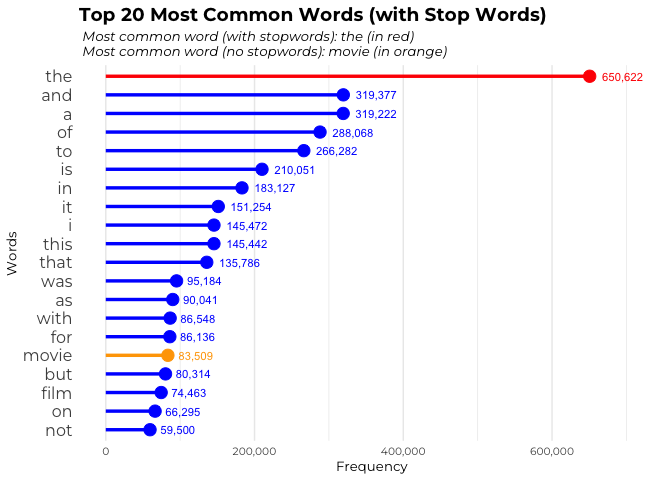 Top 20 Most Common Words (with Stop Words)
Most common word (with stopwords): the (in red)
Most common word (no stopwords): movie (in orange)
the 650,622
and 319,377
a 319,222
of 288,068
to 266,282
is 210,051
in 183,127
it 151,254
i 145,472
this 145,442
that 135,786
was 95,184
as 90,041
with 86,548
for 86,136
movie 83,509
but 80,314
film 74,463
on 66,295
not 59,500
Words
0 200,000 400,000 600,000
Frequency